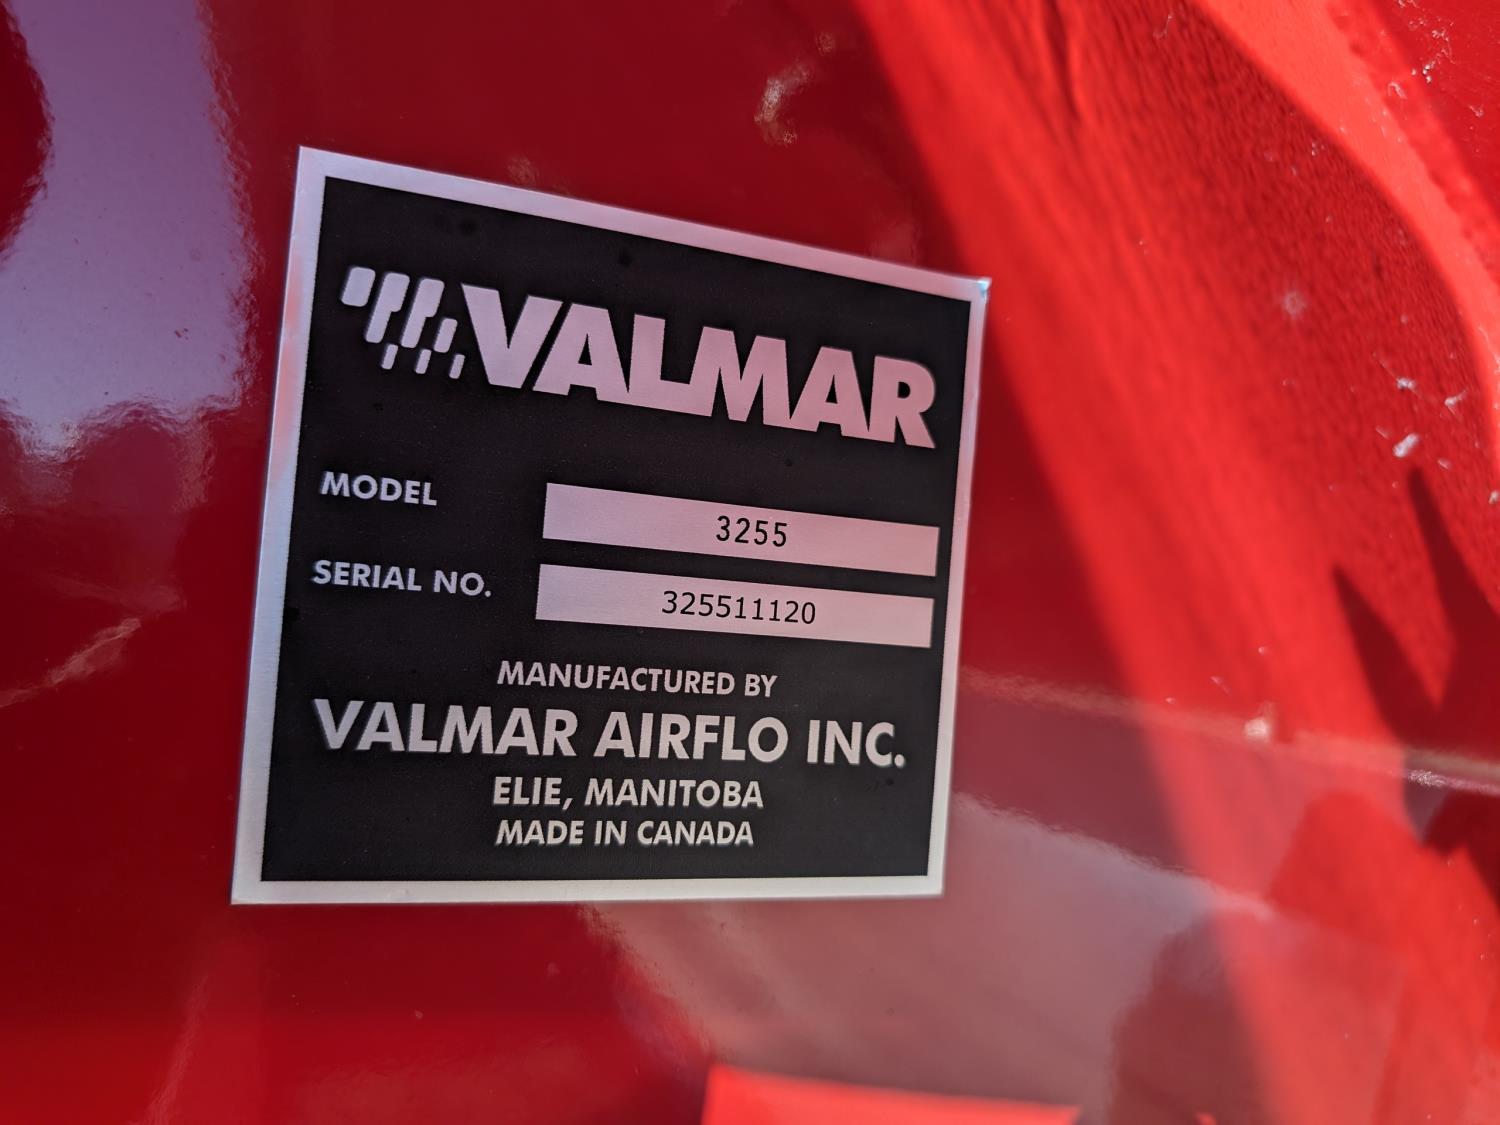 VALMAR
MODEL 3255
SERIAL NO. 325511120
MANUFACTURED BY
VALMAR AIRFLO INC.
ELIE, MANITOBA
MADE IN CANADA